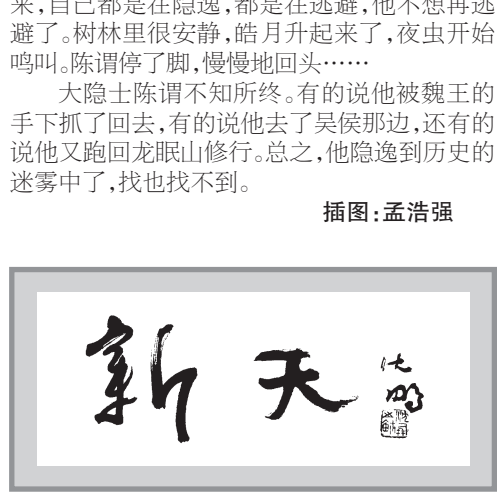 来，自己都是在隐逸，都是在逃避，他不想再逃
避了。树林里很安静，皓月升起来了，夜虫开始
鸣叫。陈谓停了脚，慢慢地回头……
大隐士陈谓不知所终。有的说他被魏王的
手下抓了回去，有的说他去了吴侯那边，还有的
说他又跑回龙眠山修行。总之，他隐逸到历史的
迷雾中了，找也找不到。
插图：孟浩强
新天
沈鹏